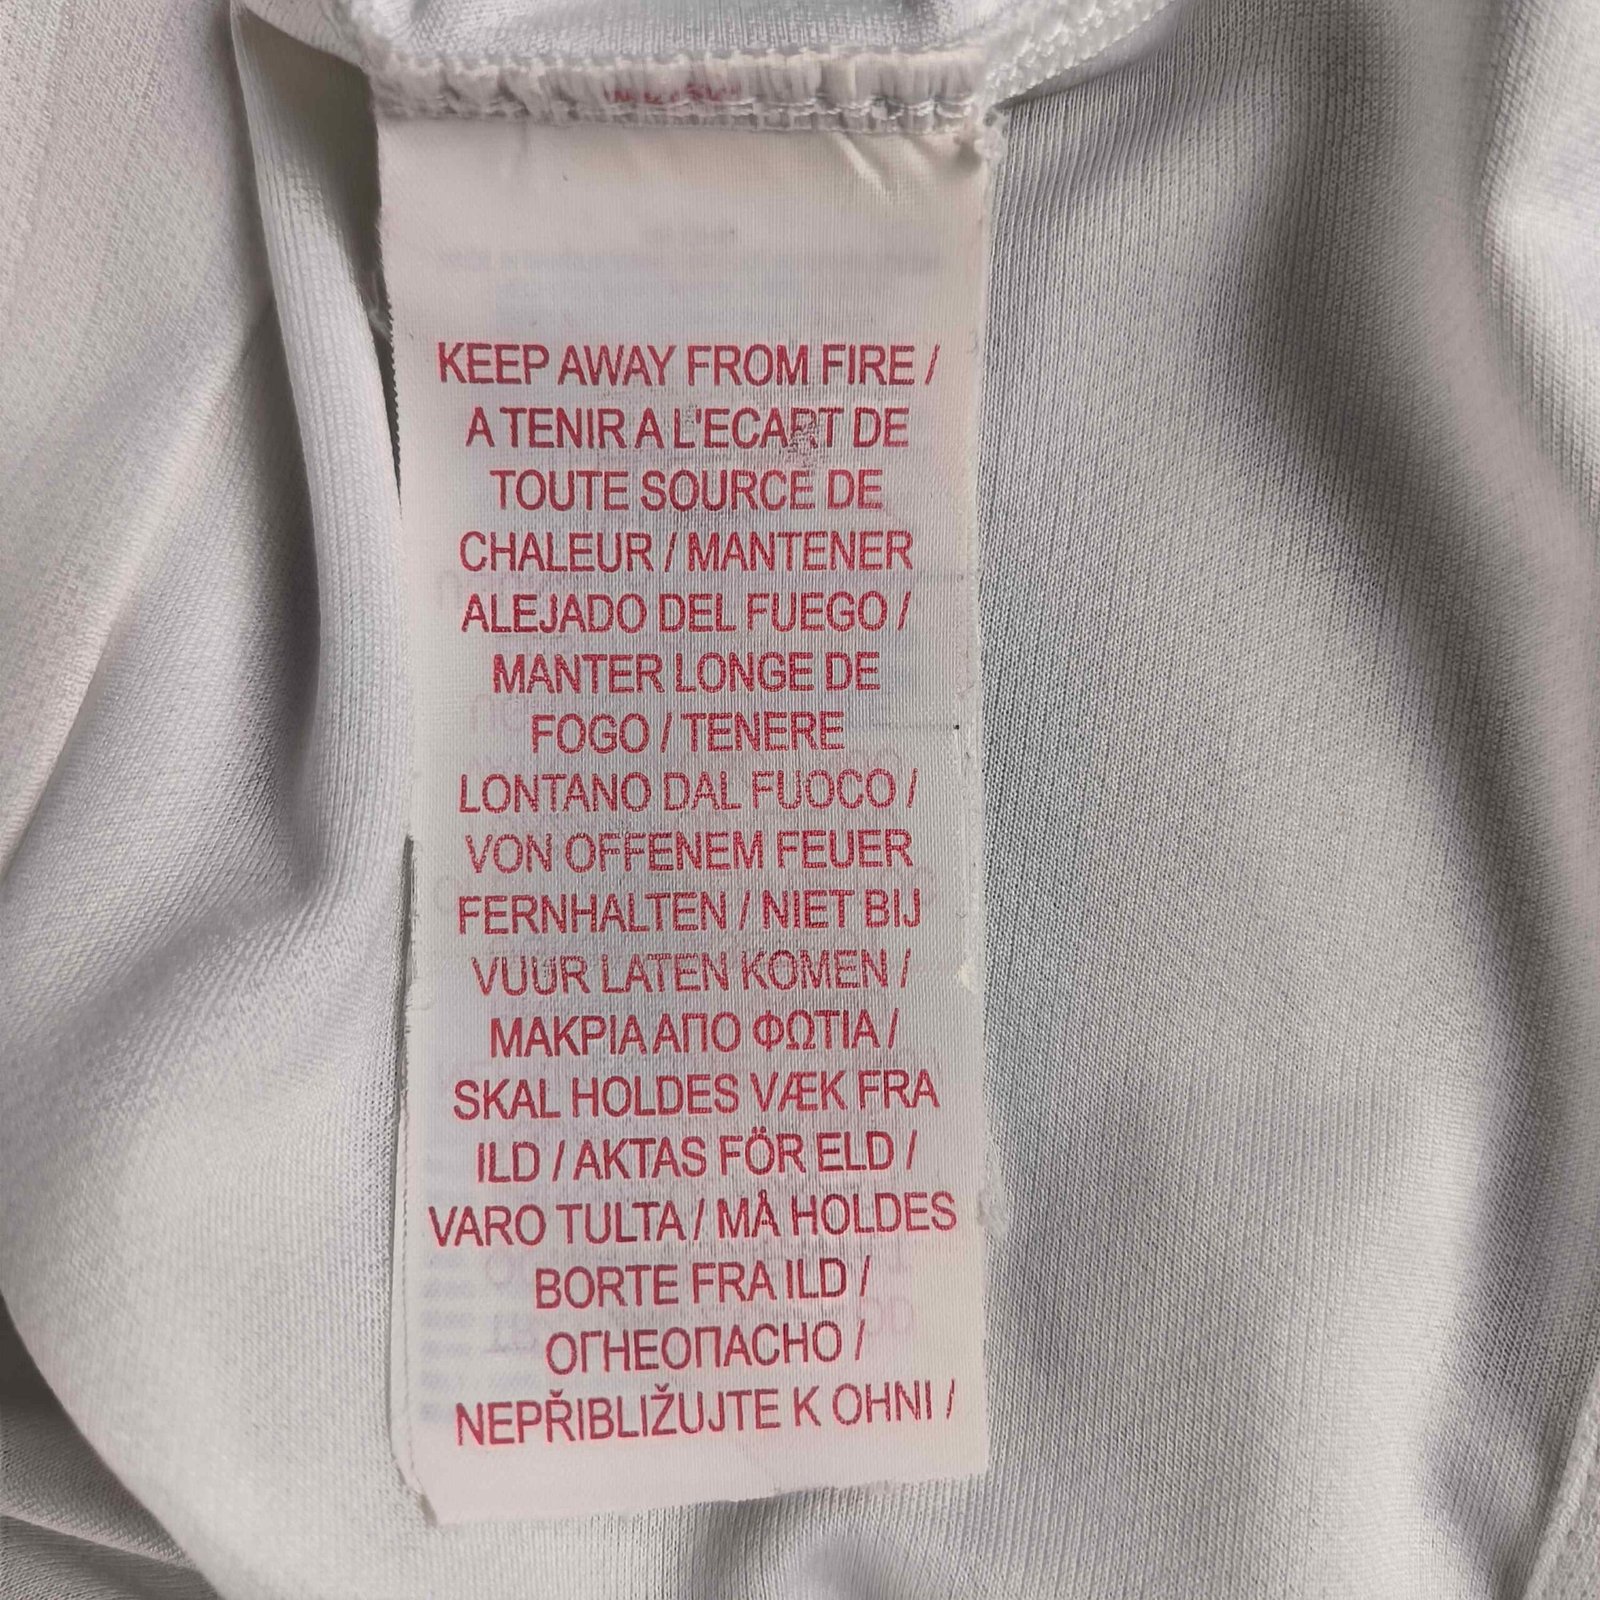 KEEP AWAY FROM FIRE /
A TENIR A L'ECART DE
TOUTE SOURCE DE
CHALEUR / MANTENER
ALEJADO DEL FUEGO /
MANTER LONGE DE
FOGO / TENERE
LONTANO DAL FUOCO /
VON OFFENEM FEUER
FERNHALTEN / NIET BIJ
VUUR LATEN KOMEN /
ΜΑΚΡΙΑ ΑΠΟ ΦΩΤΙΑ /
SKAL HOLDES VÆK FRA
ILD / AKTAS FÖR ELD /
VARO TULTA / MÅ HOLDES
BORTE FRA ILD /
ОГНЕОПАСНО /
NEPŘIBLIŽUJTE K OHNI /